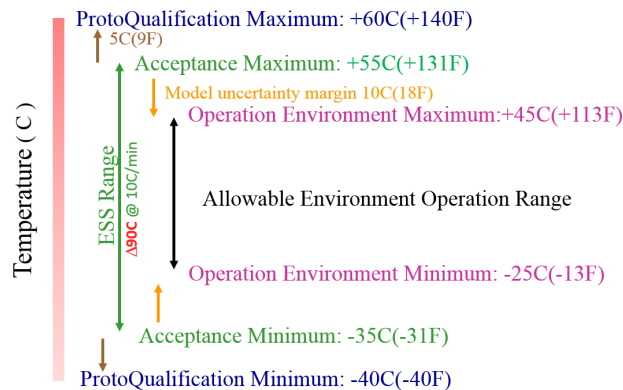 ProtoQualification Maximum: +60C(+140F)
5C(9F)
Acceptance Maximum: +55C(+131F)
Model uncertainty margin 10C(18F)
Operation Environment Maximum:+45C(+113F)
Temperature ( C )
ESS Range
Δ90C @ 10C/min
Allowable Environment Operation Range
Operation Environment Minimum: -25C(-13F)
Acceptance Minimum: -35C(-31F)
ProtoQualification Minimum: -40C(-40F)